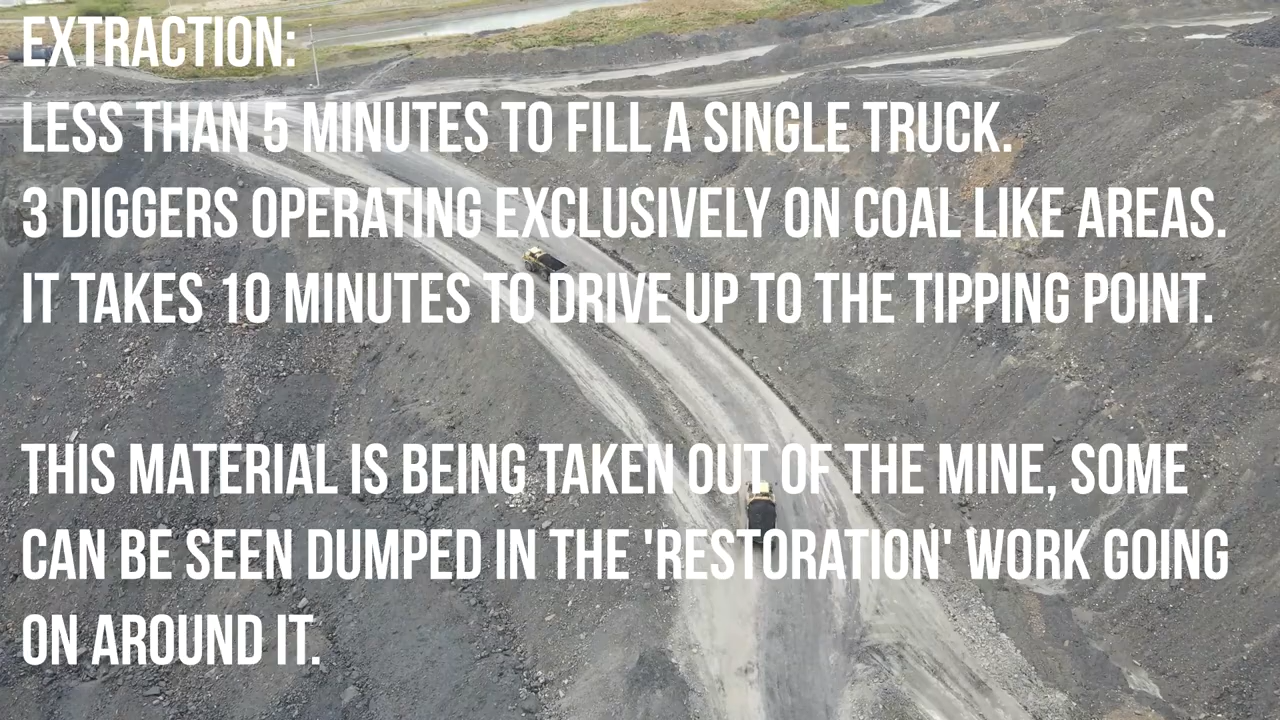 EXTRACTION:
LESS THAN 5 MINUTES TO FILL A SINGLE TRUCK.
3 DIGGERS OPERATING EXCLUSIVELY ON COAL LIKE AREAS.
IT TAKES 10 MINUTES TO DRIVE UP TO THE TIPPING POINT.
THIS MATERIAL IS BEING TAKEN OUT OF THE MINE, SOME
CAN BE SEEN DUMPED IN THE 'RESTORATION' WORK GOING
ON AROUND IT.